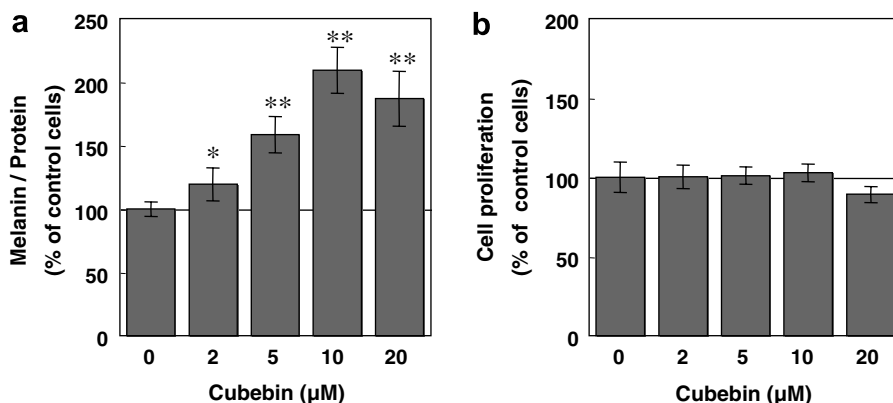 a
Melanin / Protein
(% of control cells)
250
200
150
100
50
0
*
**
**
**
0 2 5 10 20
Cubebin (µM)
b
Cell proliferation
(% of control cells)
200
150
100
50
0
0 2 5 10 20
Cubebin (µM)